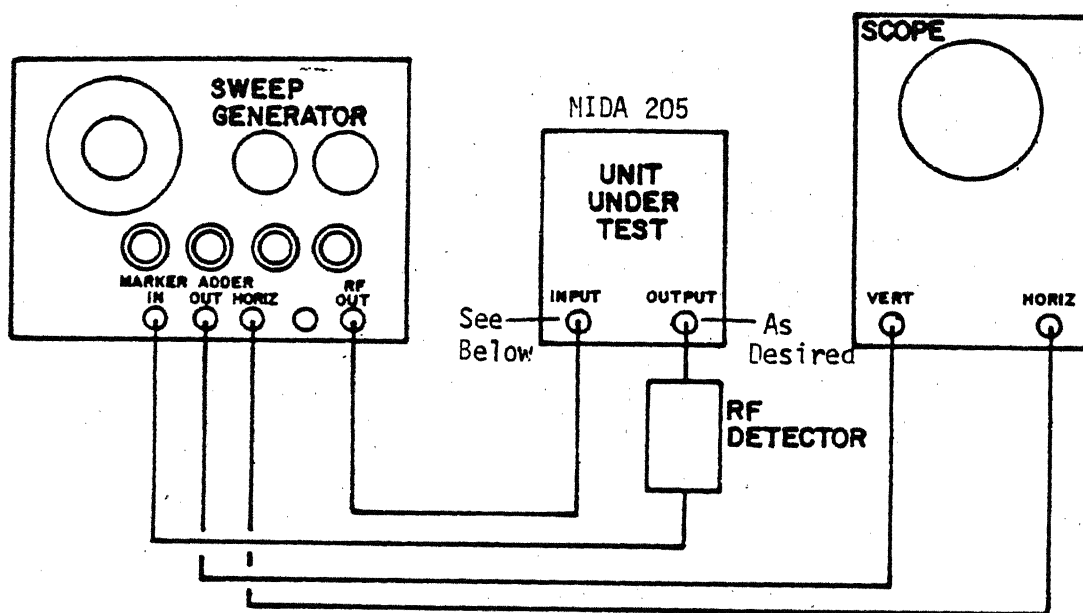 SCOPE
SWEEP
GENERATOR
MIDA 205
UNIT
UNDER
TEST
MARKER
IN
ADDER
OUT
HORIZ
RF
OUT
INPUT
OUTPUT
See
Below
As
Desired
VERT
HORIZ
RF
DETECTOR